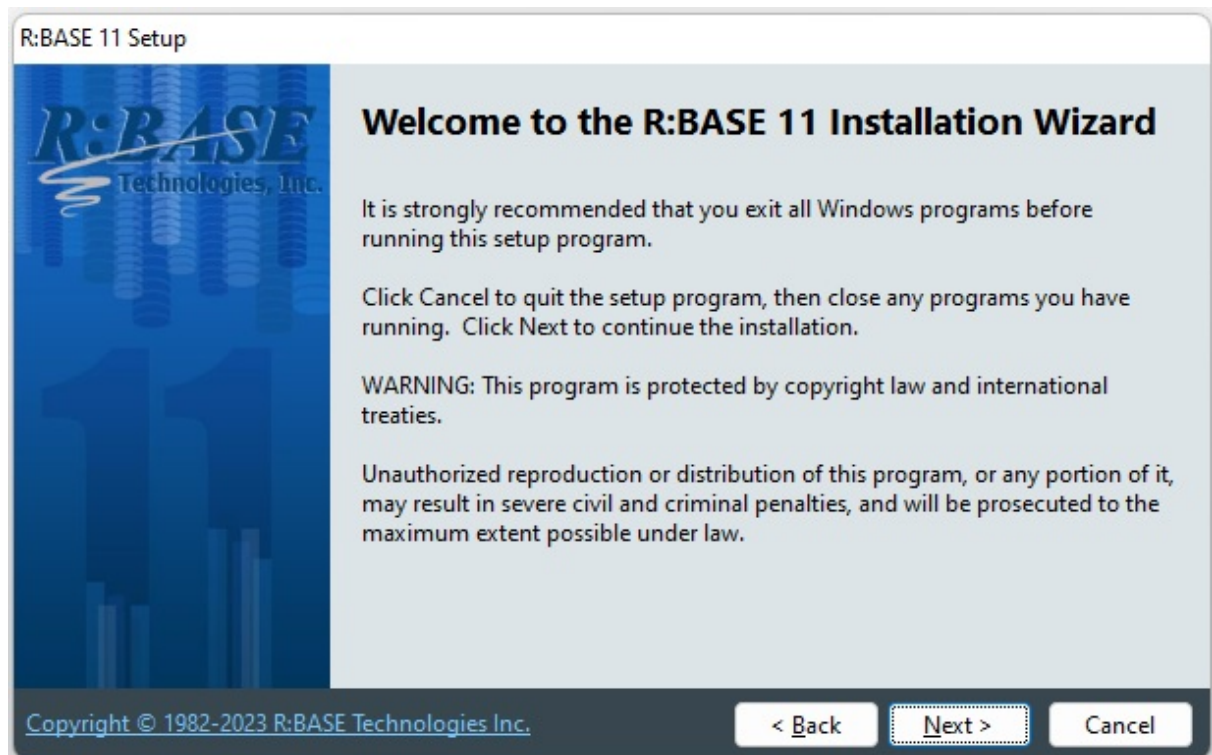 R:BASE 11 Setup
R:BASE
Technologies, Inc.
11
Welcome to the R:BASE 11 Installation Wizard
It is strongly recommended that you exit all Windows programs before
running this setup program.
Click Cancel to quit the setup program, then close any programs you have
running.  Click Next to continue the installation.
WARNING: This program is protected by copyright law and international
treaties.
Unauthorized reproduction or distribution of this program, or any portion of it,
may result in severe civil and criminal penalties, and will be prosecuted to the
maximum extent possible under law.
Copyright © 1982-2023 R:BASE Technologies Inc.
< Back
Next >
Cancel